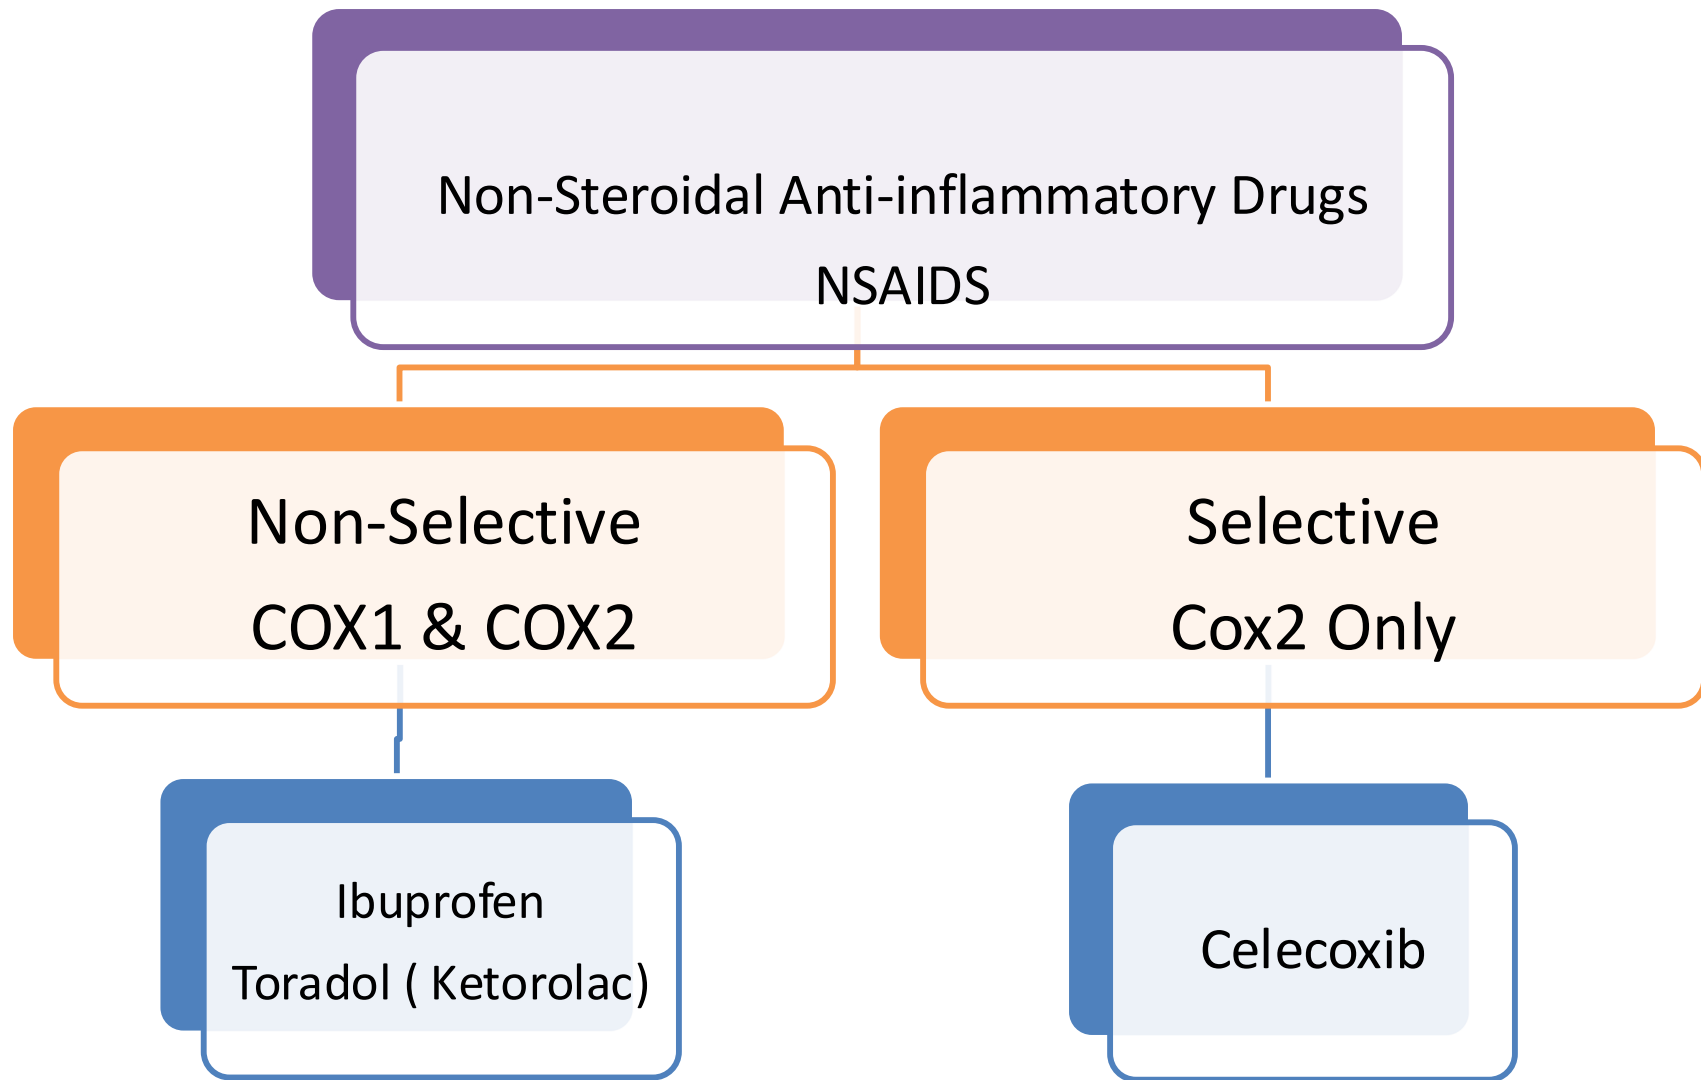 Non-Steroidal Anti-inflammatory Drugs
NSAIDS
Non-Selective
COX1 & COX2
Selective
Cox2 Only
Ibuprofen
Toradol ( Ketorolac)
Celecoxib